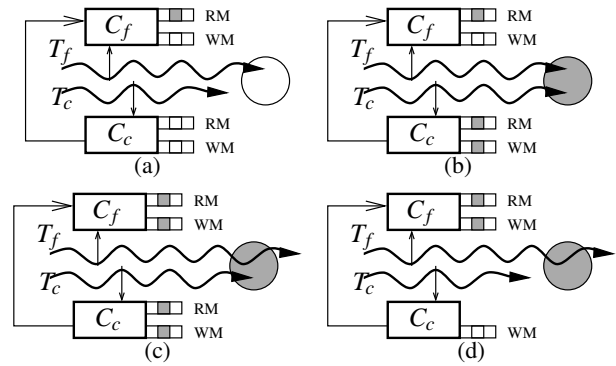 C_f RM
WM
T_f
T_c
C_c RM
WM
(a)
C_f RM
WM
T_f
T_c
C_c RM
WM
(b)
C_f RM
WM
T_f
T_c
C_c RM
WM
(c)
C_f RM
WM
T_f
T_c
C_c WM
(d)